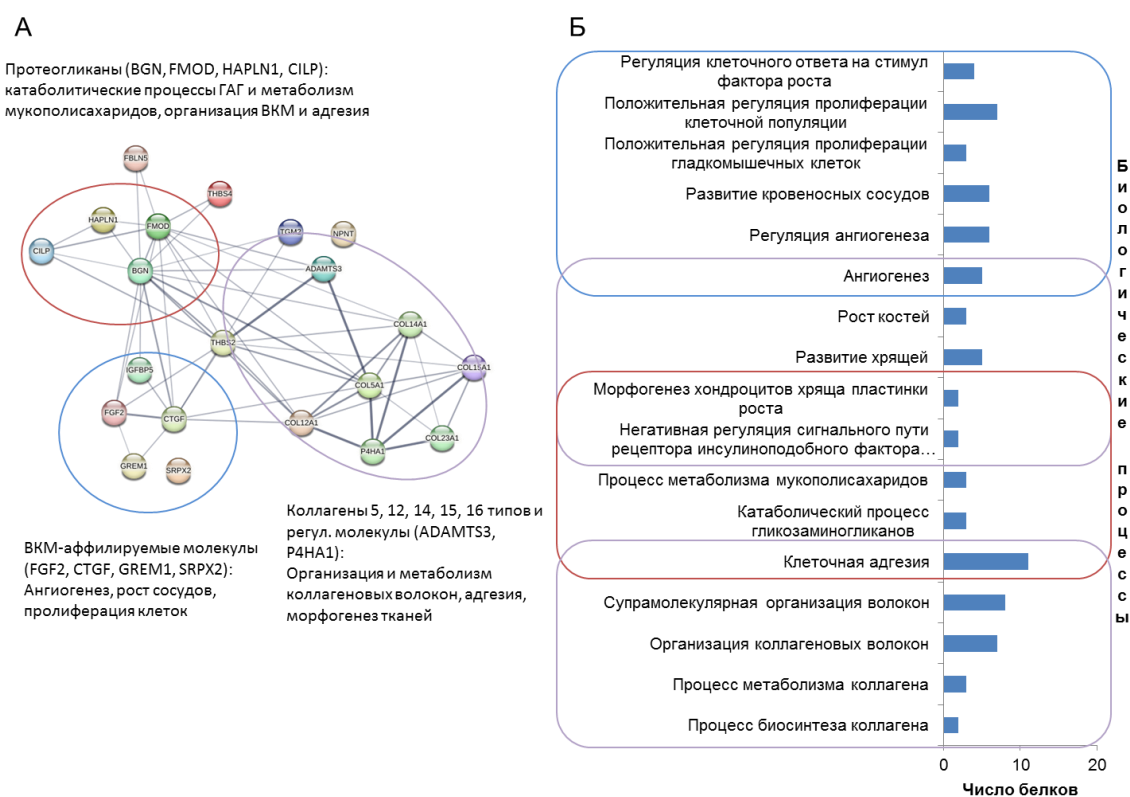 А
Протеогликаны (BGN, FMOD, HAPLN1, CILP):
катаболитические процессы ГАГ и метаболизм
мукополисахаридов, организация ВКМ и адгезия
FBLN5
THBS4
HAPLN1
FMOD
CILP
BGN
TGM2
NPNT
ADAMTS3
COL14A1
THBS2
COL15A1
IGFBP5
COL5A1
FGF2
CTGF
COL12A1
COL23A1
P4HA1
GREM1
SRPX2
ВКМ-аффилируемые молекулы
(FGF2, CTGF, GREM1, SRPX2):
Ангиогенез, рост сосудов,
пролиферация клеток
Коллагены 5, 12, 14, 15, 16 типов и
регул. молекулы (ADAMTS3,
P4HA1):
Организация и метаболизм
коллагеновых волокон, адгезия,
морфогенез тканей
Б
Регуляция клеточного ответа на стимул
фактора роста
Положительная регуляция пролиферации
клеточной популяции
Положительная регуляция пролиферации
гладкомышечных клеток
Развитие кровеносных сосудов
Регуляция ангиогенеза
Ангиогенез
Рост костей
Развитие хрящей
Морфогенез хондроцитов хряща пластинки
роста
Негативная регуляция сигнального пути
рецептора инсулиноподобного фактора…
Процесс метаболизма мукополисахаридов
Катаболический процесс
гликозаминогликанов
Клеточная адгезия
Супрамолекулярная организация волокон
Организация коллагеновых волокон
Процесс метаболизма коллагена
Процесс биосинтеза коллагена
0 10 20
Число белков
Биологические процессы